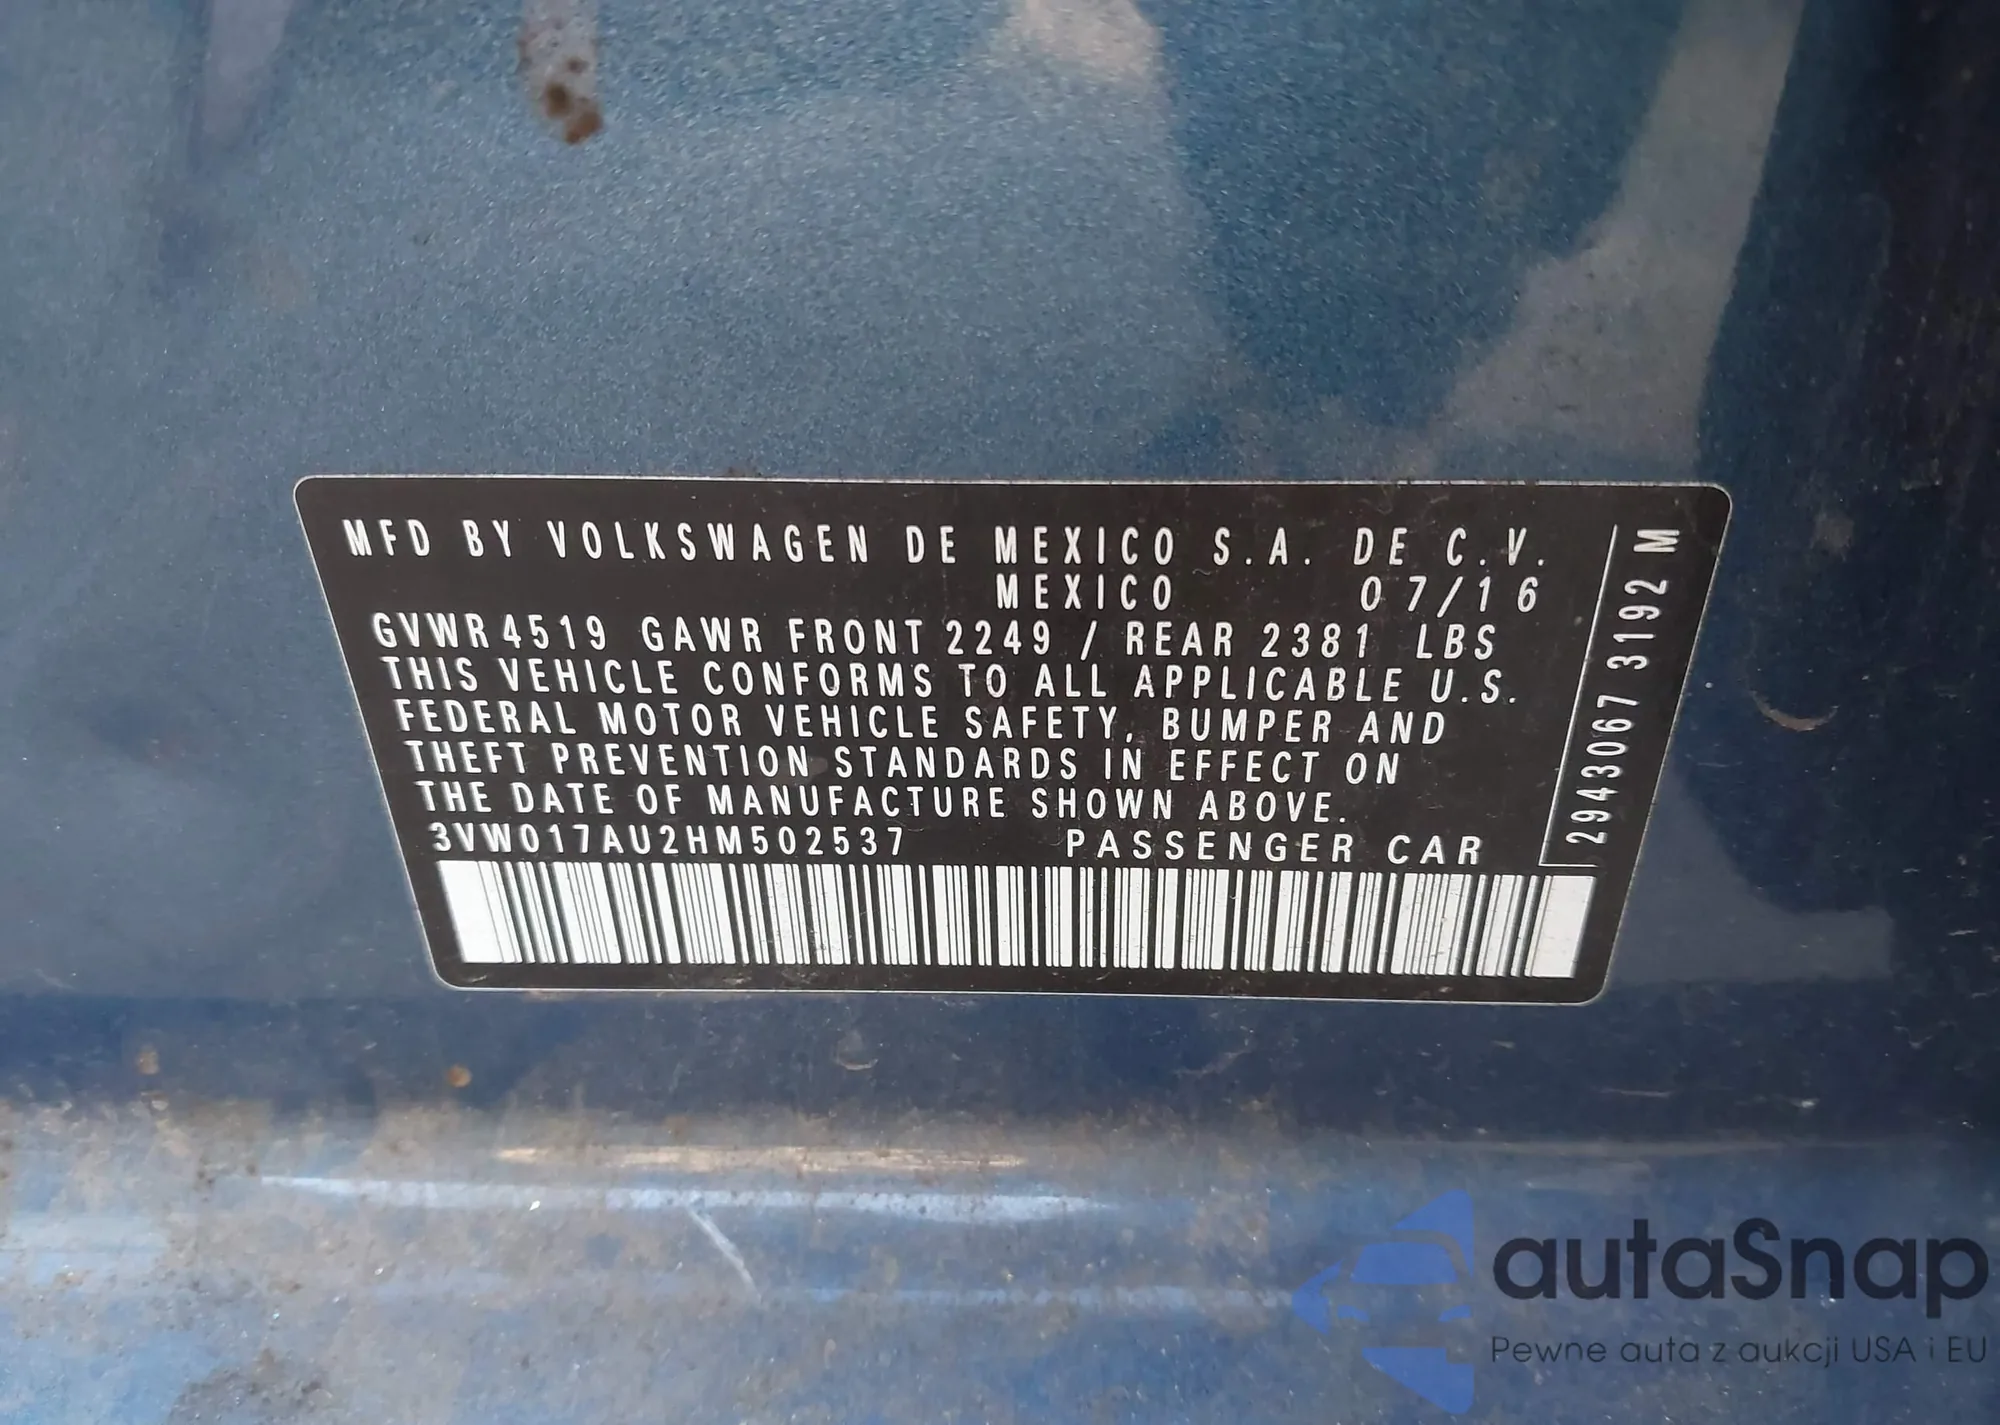 MFD BY VOLKSWAGEN DE MEXICO S.A. DE C.V.
MEXICO 07/16
GVWR 4519 GAWR FRONT 2249 / REAR 2381 LBS
THIS VEHICLE CONFORMS TO ALL APPLICABLE U.S.
FEDERAL MOTOR VEHICLE SAFETY, BUMPER AND
THEFT PREVENTION STANDARDS IN EFFECT ON
THE DATE OF MANUFACTURE SHOWN ABOVE.
3VW017AU2HM502537 PASSENGER CAR
2943067 3192 M
autaSnap
Pewne auta z aukcji USA i EU